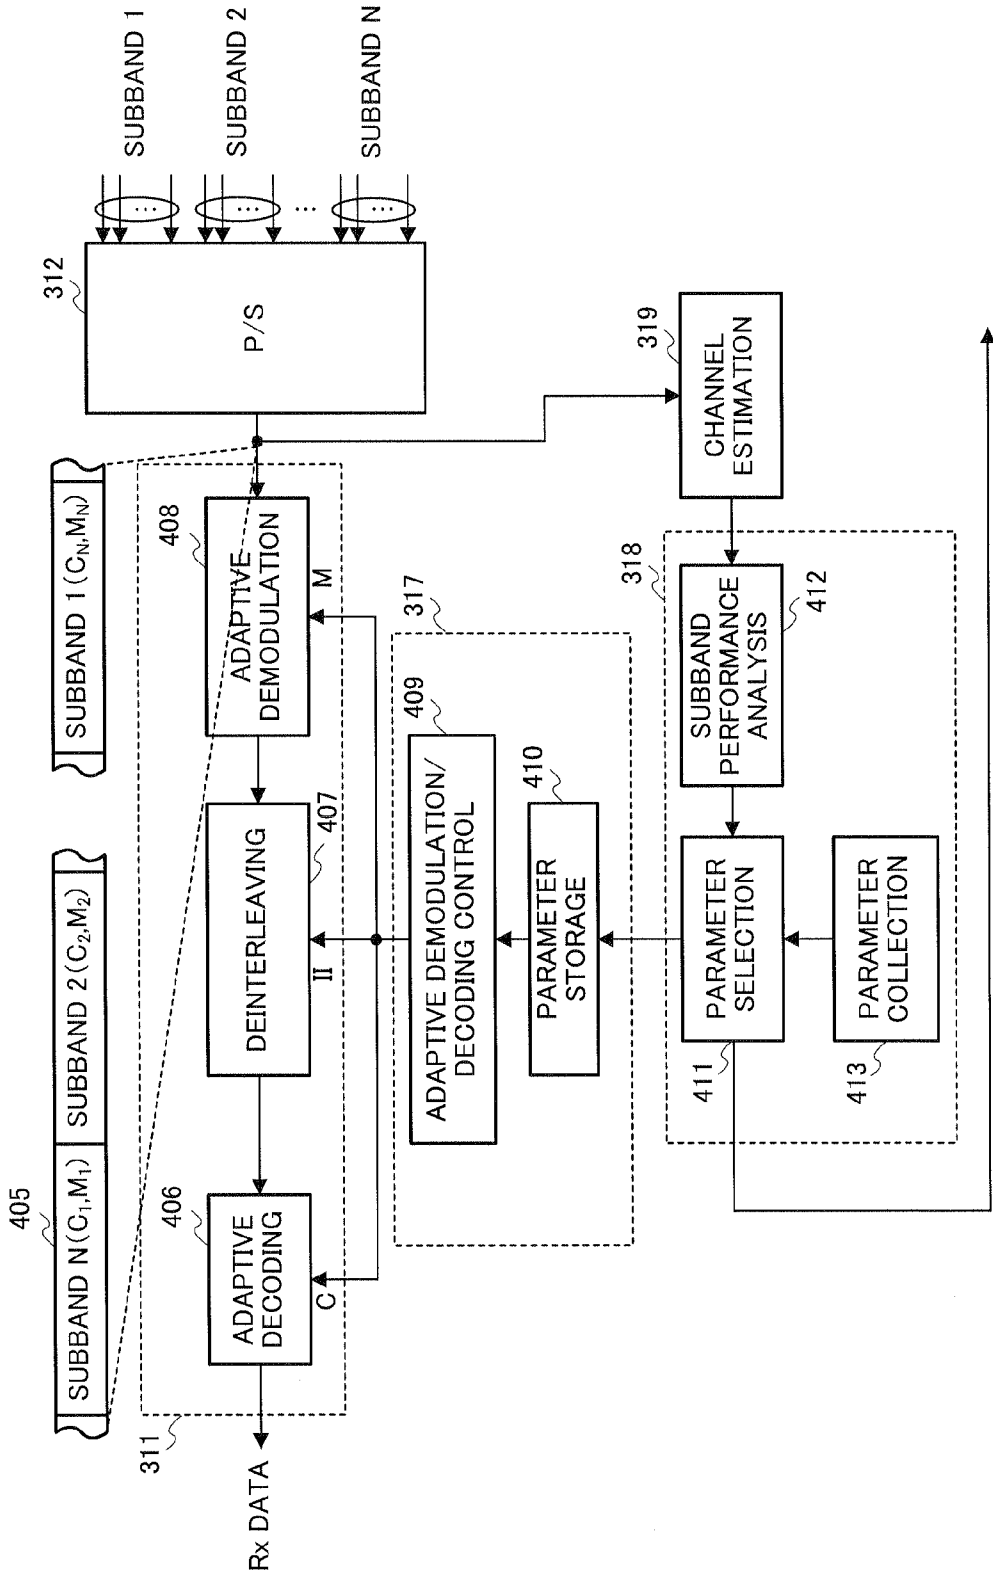 405
SUBBAND N(C1,M1)
SUBBAND 2(C2,M2)
SUBBAND 1(CN,MN)
312
P/S
SUBBAND 1
SUBBAND 2
...
SUBBAND N
311
Rx DATA
406
ADAPTIVE
DECODING
C
DEINTERLEAVING
407
II
408
ADAPTIVE
DEMODULATION
M
317
409
ADAPTIVE DEMODULATION/
DECODING CONTROL
410
PARAMETER
STORAGE
319
CHANNEL
ESTIMATION
318
411
PARAMETER
SELECTION
SUBBAND
PERFORMANCE
ANALYSIS
412
413
PARAMETER
COLLECTION